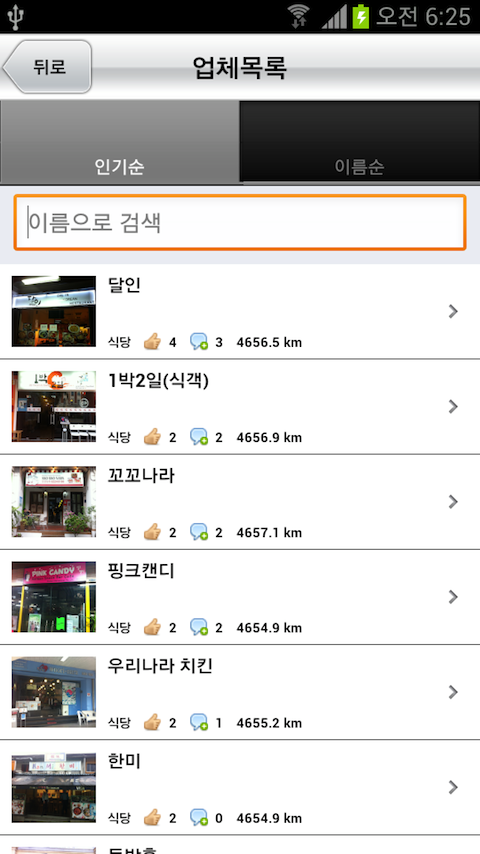 오전 6:25
뒤로
업체목록
인기순
이름순
이름으로 검색
달인
식당 4 3 4656.5 km
1박2일(식객)
식당 2 2 4656.9 km
꼬꼬나라
식당 2 2 4657.1 km
PINK CANDY
핑크캔디
식당 2 2 4654.9 km
우리나라 치킨
식당 2 1 4655.2 km
한미
식당 2 0 4654.9 km